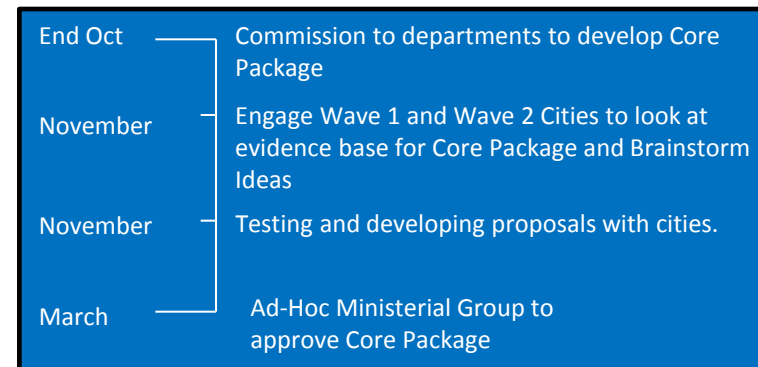 End Oct
Commission to departments to develop Core
Package
November
Engage Wave 1 and Wave 2 Cities to look at
evidence base for Core Package and Brainstorm
Ideas
November
Testing and developing proposals with cities.
March
Ad-Hoc Ministerial Group to
approve Core Package